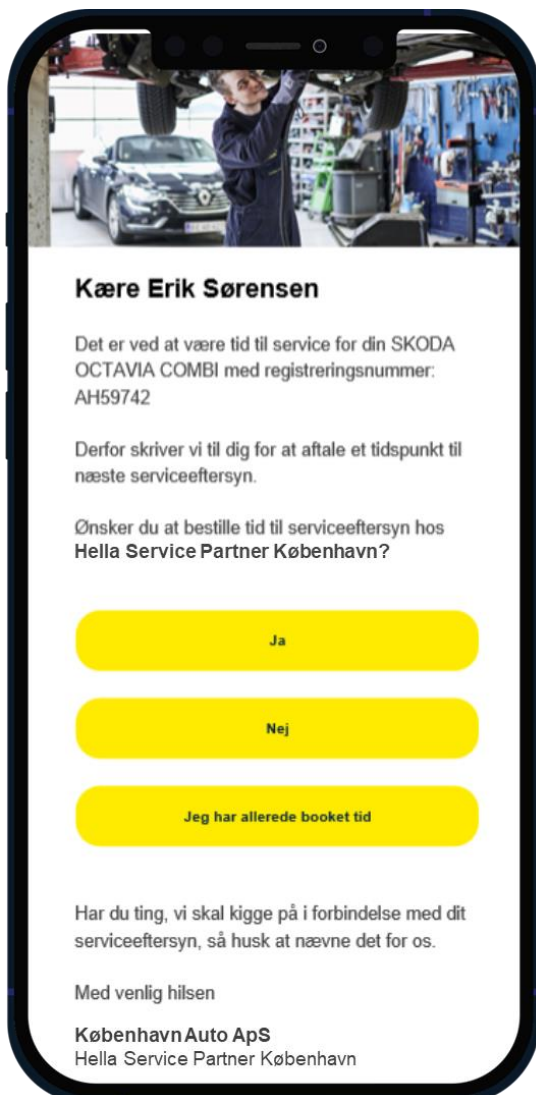 Kære Erik Sørensen
Det er ved at være tid til service for din SKODA
OCTAVIA COMBI med registreringsnummer:
AH59742
Derfor skriver vi til dig for at aftale et tidspunkt til
næste serviceeftersyn.
Ønsker du at bestille tid til serviceeftersyn hos
Hella Service Partner København?
Ja
Nej
Jeg har allerede booket tid
Har du ting, vi skal kigge på i forbindelse med dit
serviceeftersyn, så husk at nævne det for os.
Med venlig hilsen
København Auto ApS
Hella Service Partner København